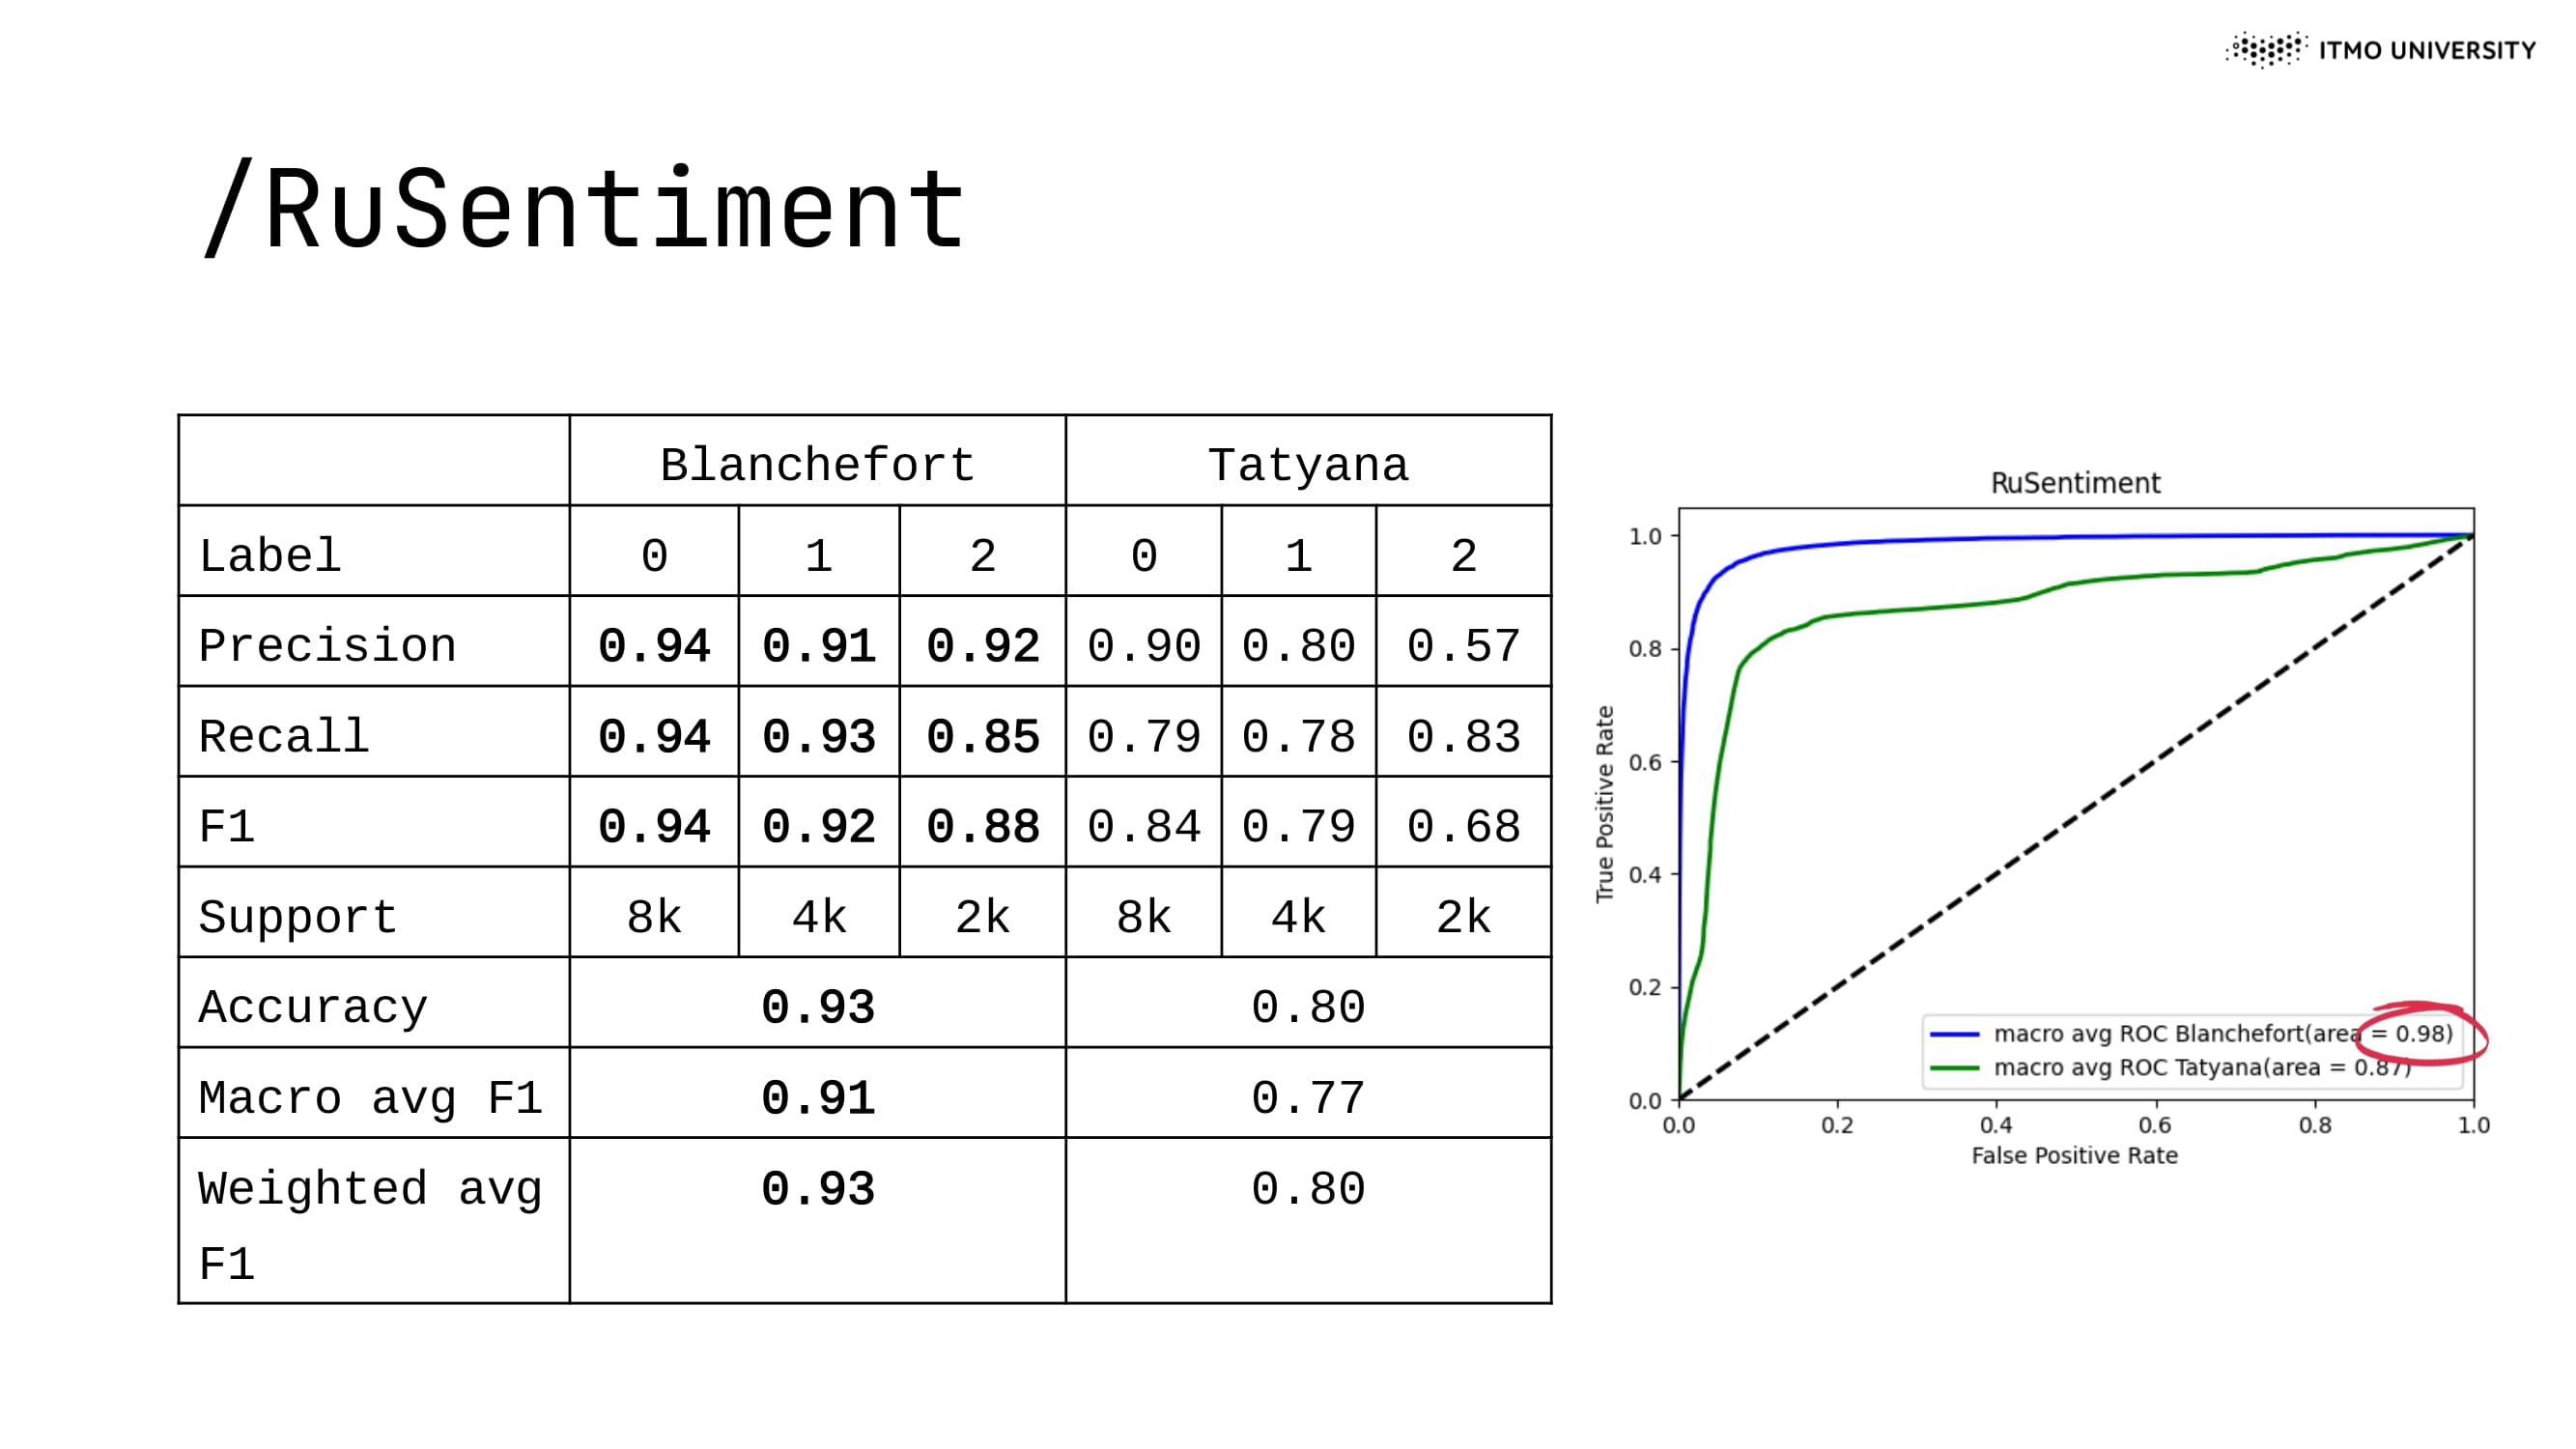 ITMO UNIVERSITY
/RuSentiment
Blanchefort Tatyana
Label 0 1 2 0 1 2
Precision 0.94 0.91 0.92 0.90 0.80 0.57
Recall 0.94 0.93 0.85 0.79 0.78 0.83
F1 0.94 0.92 0.88 0.84 0.79 0.68
Support 8k 4k 2k 8k 4k 2k
Accuracy 0.93 0.80
Macro avg F1 0.91 0.77
Weighted avg 0.93 0.80
F1
RuSentiment
True Positive Rate
1.0
0.8
0.6
0.4
0.2
0.0
macro avg ROC Blanchefort(area = 0.98)
macro avg ROC Tatyana(area = 0.87)
0.0 0.2 0.4 0.6 0.8 1.0
False Positive Rate